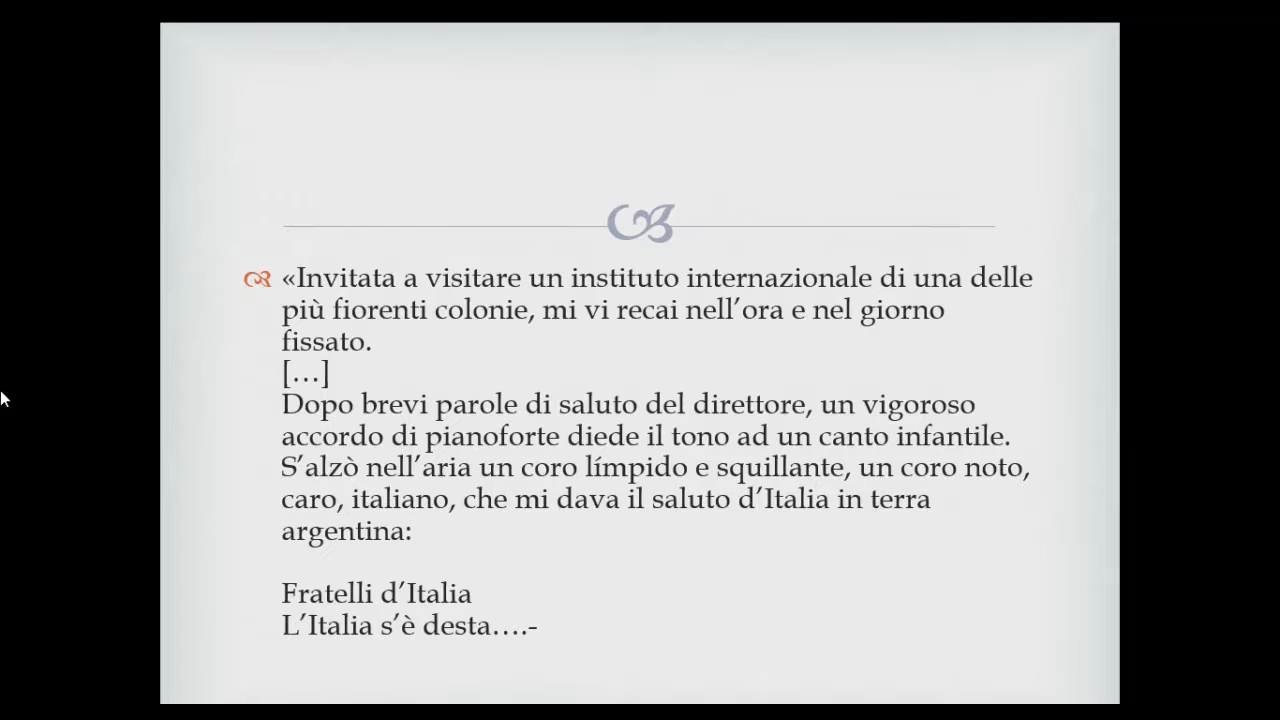 «Invitata a visitare un instituto internazionale di una delle
più fiorenti colonie, mi vi recai nell’ora e nel giorno
fissato.
[…]
Dopo brevi parole di saluto del direttore, un vigoroso
accordo di pianoforte diede il tono ad un canto infantile.
S’alzò nell’aria un coro límpido e squillante, un coro noto,
caro, italiano, che mi dava il saluto d’Italia in terra
argentina:
Fratelli d’Italia
L’Italia s’è desta….-